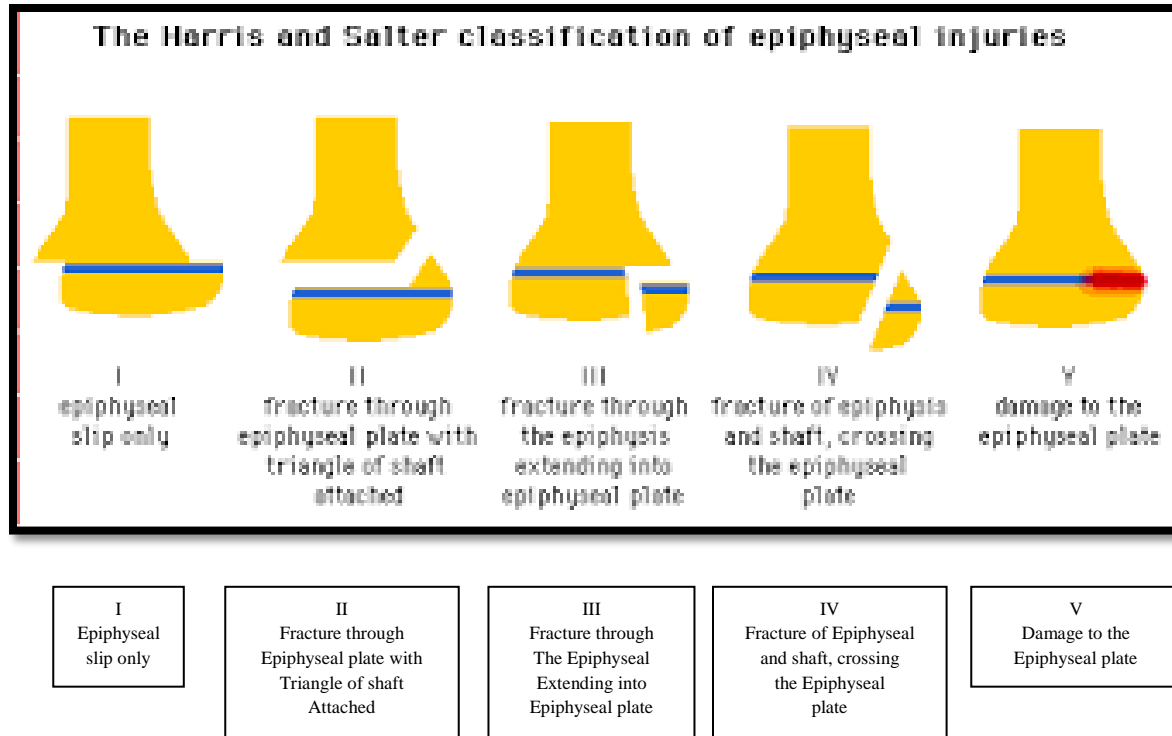 The Harris and Salter classification of epiphyseal injuries
I
epiphyseal
slip only
II
fracture through
epiphyseal plate with
triangle of shaft
attached
III
fracture through
the epiphysis
extending into
epiphyseal plate
IV
fracture of epiphysis
and shaft, crossing
the epiphyseal
plate
V
damage to the
epiphyseal plate
I
Epiphyseal
slip only
II
Fracture through
Epiphyseal plate with
Triangle of shaft
Attached
III
Fracture through
The Epiphyseal
Extending into
Epiphyseal plate
IV
Fracture of Epiphyseal
and shaft, crossing
the Epiphyseal
plate
V
Damage to the
Epiphyseal plate